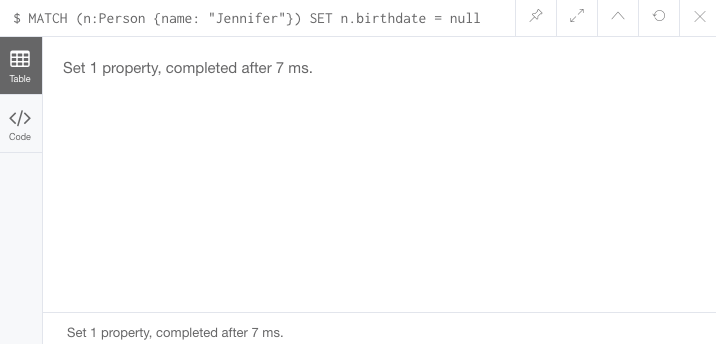 $ MATCH (n:Person {name: "Jennifer"}) SET n.birthdate = null
Table
Set 1 property, completed after 7 ms.
Code
Set 1 property, completed after 7 ms.